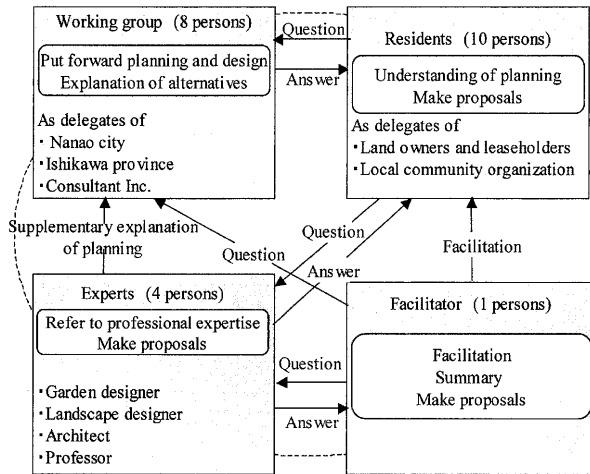 Working group (8 persons)
Put forward planning and design
Explanation of alternatives
As delegates of
・Nanao city
・Ishikawa province
・Consultant Inc.
Question
Answer
Residents (10 persons)
Understanding of planning
Make proposals
As delegates of
・Land owners and leaseholders
・Local community organization
Supplementary explanation
of planning
Question
Question
Answer
Facilitation
Experts (4 persons)
Refer to professional expertise
Make proposals
・Garden designer
・Landscape designer
・Architect
・Professor
Question
Answer
Facilitator (1 persons)
Facilitation
Summary
Make proposals